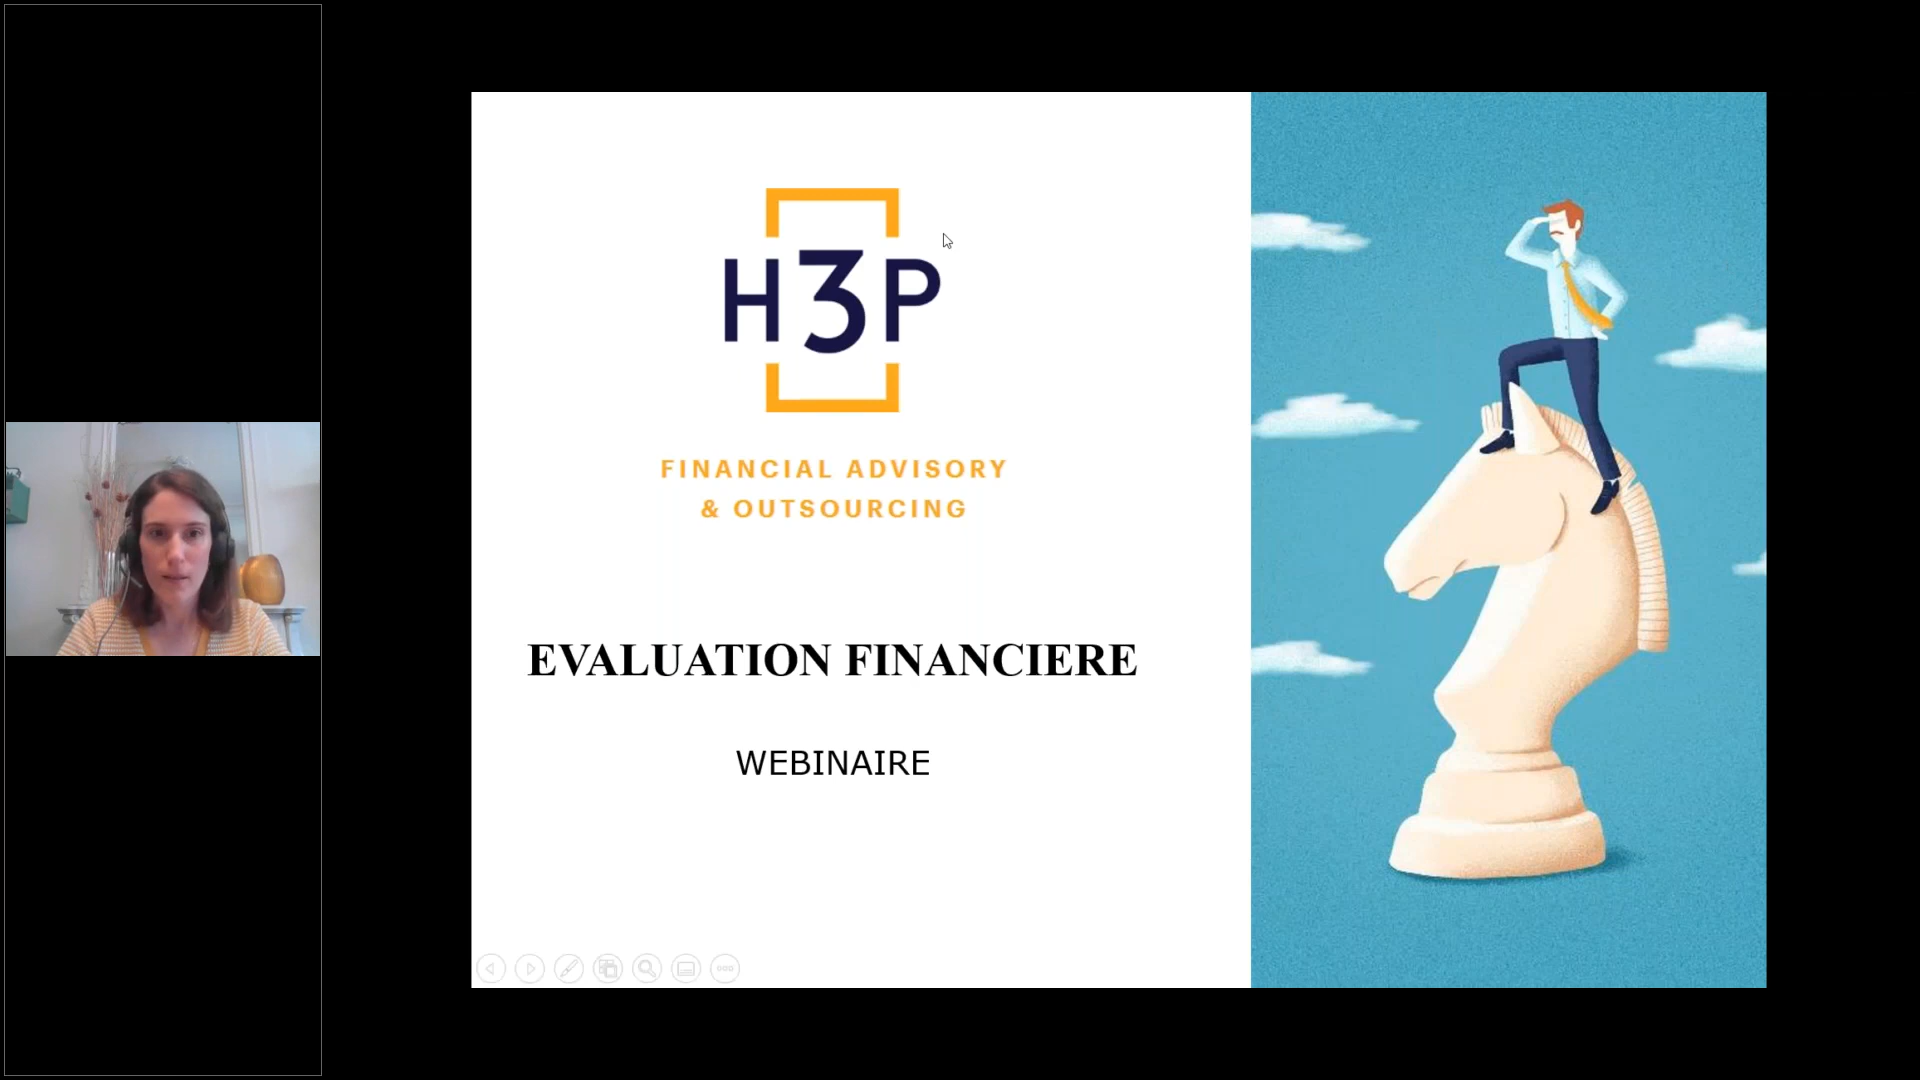 H3P
FINANCIAL ADVISORY
& OUTSOURCING
EVALUATION FINANCIERE
WEBINAIRE